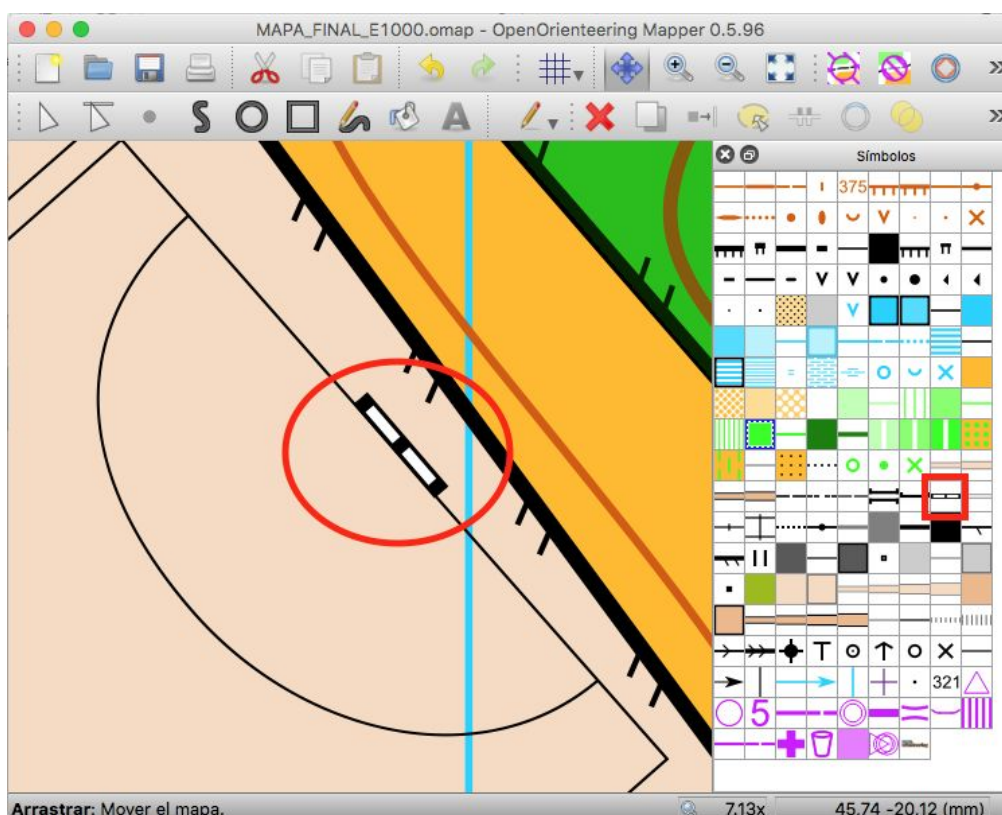 MAPA_FINAL_E1000.omap - OpenOrienteering Mapper 0.5.96
A
Símbolos
375
321
5
Arrastrar: Mover el mapa.
7.13x
45.74 -20.12 (mm)